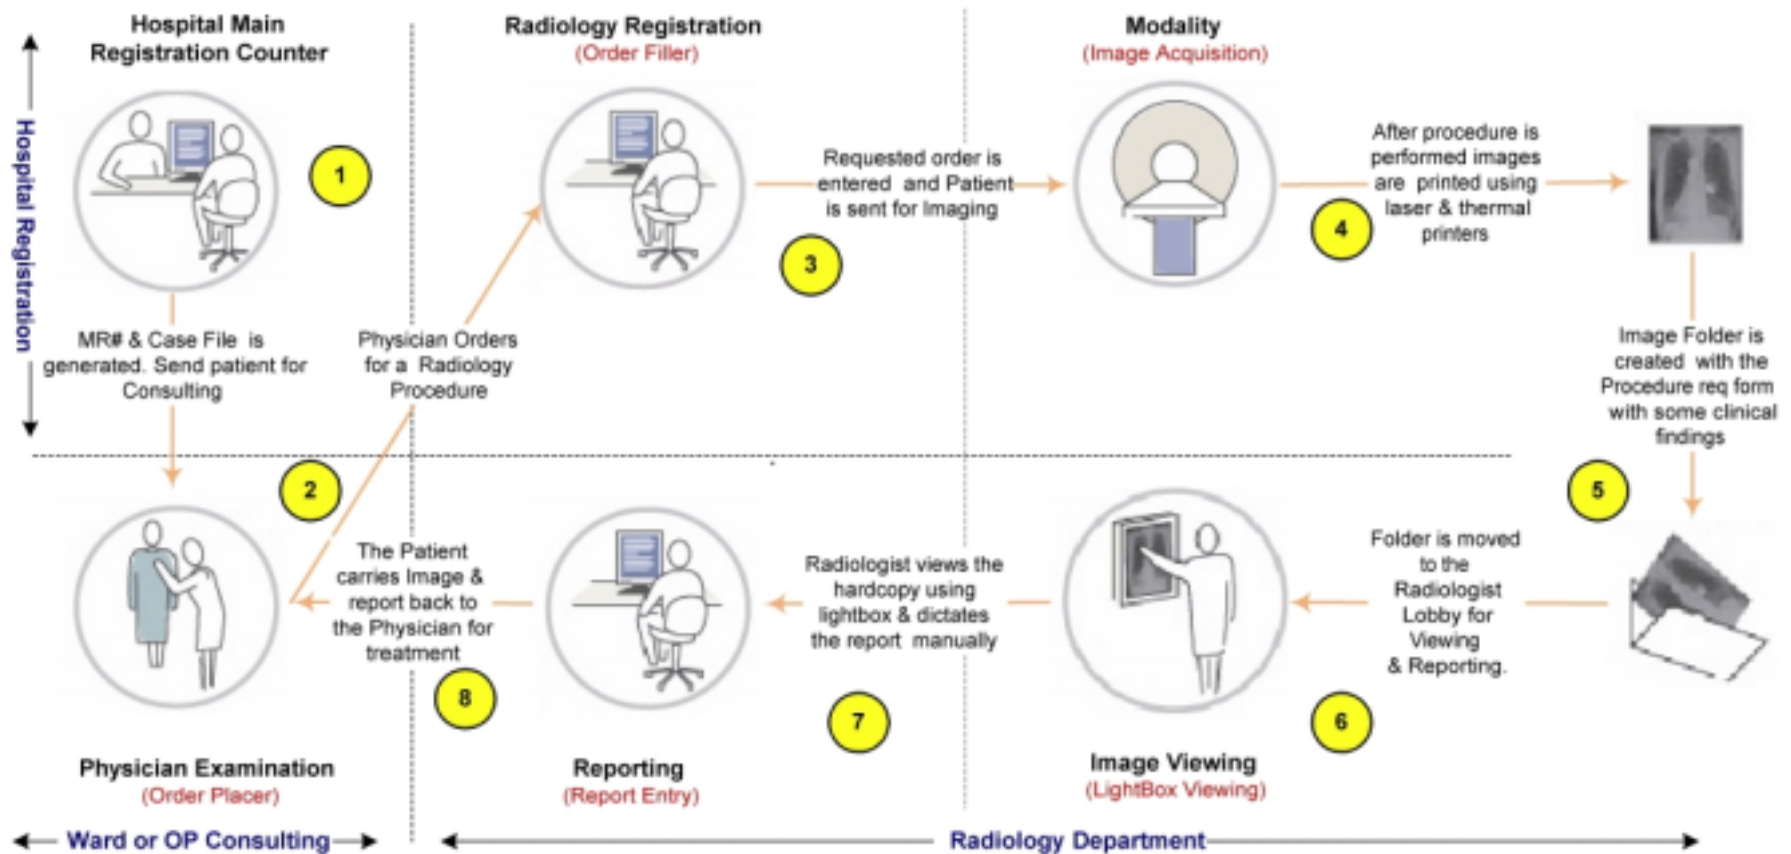 Hospital Main
Registration Counter
Radiology Registration
(Order Filler)
Modality
(Image Acquisition)
Hospital Registration
1
Requested order is
entered and Patient
is sent for Imaging
3
After procedure is
performed images
are printed using
laser & thermal
printers
4
MR# & Case File is
generated. Send patient for
Consulting
Physician Orders
for a Radiology
Procedure
Image Folder is
created with the
Procedure req form
with some clinical
findings
2
5
The Patient
carries Image &
report back to
the Physician for
treatment
8
Radiologist views the
hardcopy using
lightbox & dictates
the report manually
7
Folder is moved
to the
Radiologist
Lobby for
Viewing
& Reporting.
6
Physician Examination
(Order Placer)
Reporting
(Report Entry)
Image Viewing
(LightBox Viewing)
Ward or OP Consulting
Radiology Department